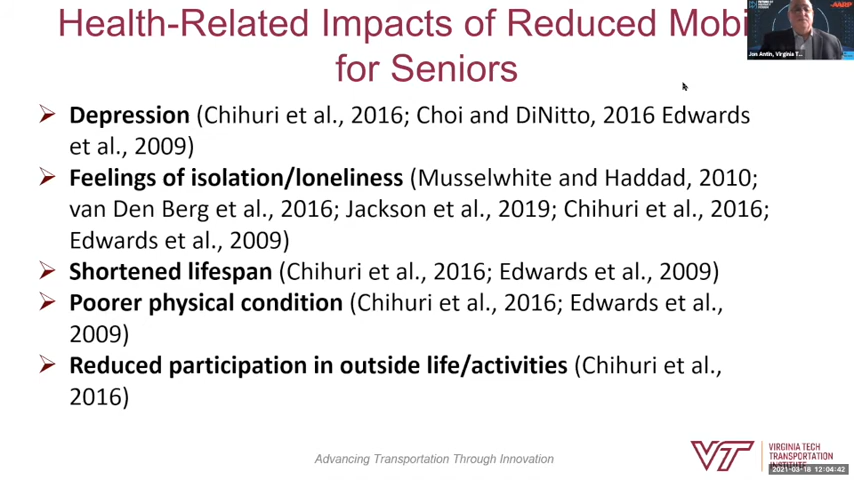 Health-Related Impacts of Reduced Mobi
for Seniors
AARP
Jon Antin, Virginia T...
➢ Depression (Chihuri et al., 2016; Choi and DiNitto, 2016 Edwards
et al., 2009)
➢ Feelings of isolation/loneliness (Musselwhite and Haddad, 2010;
van Den Berg et al., 2016; Jackson et al., 2019; Chihuri et al., 2016;
Edwards et al., 2009)
➢ Shortened lifespan (Chihuri et al., 2016; Edwards et al., 2009)
➢ Poorer physical condition (Chihuri et al., 2016; Edwards et al.,
2009)
➢ Reduced participation in outside life/activities (Chihuri et al.,
2016)
Advancing Transportation Through Innovation
VT
VIRGINIA TECH
TRANSPORTATION
INSTITUTE
2021-03-18 12:04:42